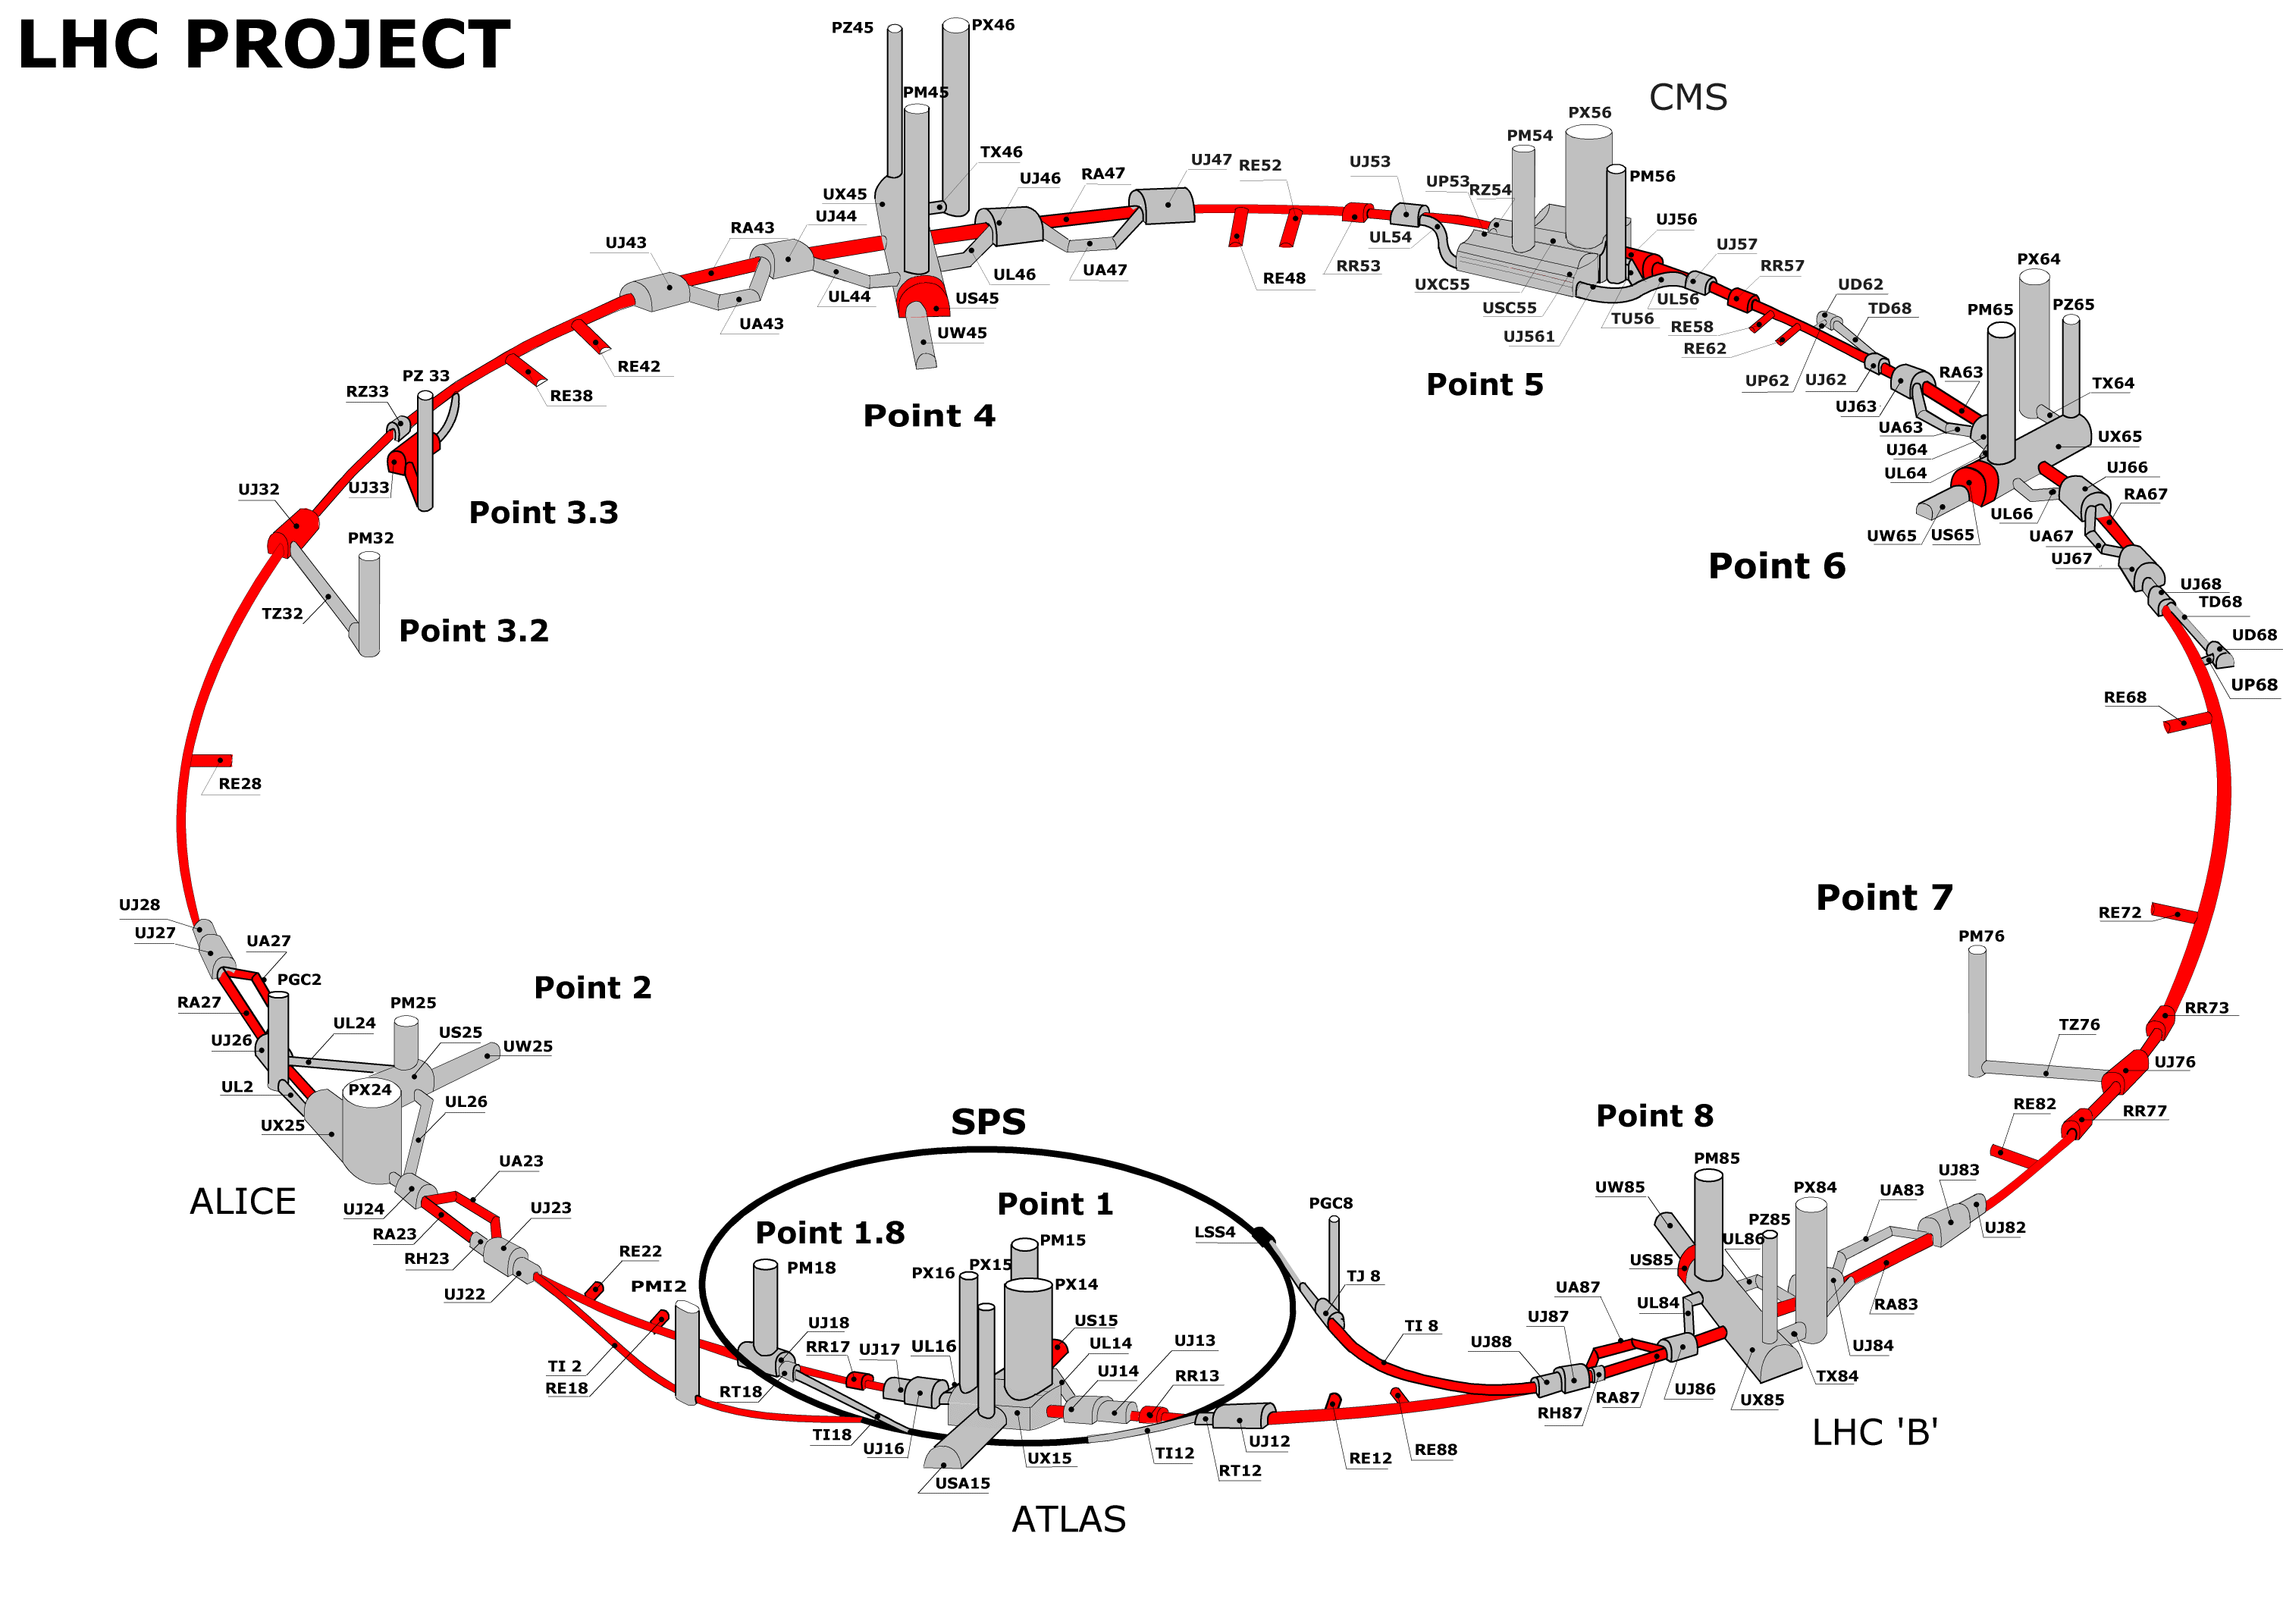 LHC PROJECT
PZ45
PX46
PM45
TX46
UX45
UJ46
RA47
UJ47
RE52
UJ53
CMS
PX56
PM54
PM56
UP53
RZ54
UJ56
UJ57
RR57
UJ43
RA43
UJ44
UL44
UA43
US45
UW45
UL46
UA47
RE48
RR53
UL54
UXC55
USC55
UJ561
TU56
UL56
RE58
RE62
UD62
TD68
UP62
UJ62
UJ63
PX64
PM65
PZ65
RA63
TX64
UA63
UJ64
UL64
UX65
UJ66
RA67
UW65
US65
UL66
UA67
UJ67
UJ68
TD68
UD68
UP68
RE68
Point 4
Point 5
Point 6
RE42
RE38
PZ 33
RZ33
UJ33
Point 3.3
UJ32
PM32
TZ32
Point 3.2
RE28
UJ28
UJ27
UA27
PGC2
RA27
UJ26
UL24
PM25
US25
UW25
Point 2
UL2
PX24
UL26
UX25
ALICE
UA23
UJ24
RA23
UJ23
RH23
UJ22
RE22
PMI2
TI 2
RE18
SPS
Point 1
Point 1.8
PM18
PM15
PX15
PX16
PX14
UJ18
RR17
UJ17
UL16
US15
UL14
UJ13
UJ14
RR13
RT18
TI18
UJ16
USA15
UX15
TI12
RT12
UJ12
ATLAS
LSS4
PGC8
TJ 8
TI 8
RE12
RE88
UJ88
UJ87
UA87
RH87
RA87
UJ86
UL84
Point 8
PM85
UW85
US85
UL86
PZ85
PX84
UA83
UJ83
UJ82
RA83
UJ84
TX84
UX85
LHC 'B'
Point 7
RE72
PM76
RR73
TZ76
UJ76
RE82
RR77